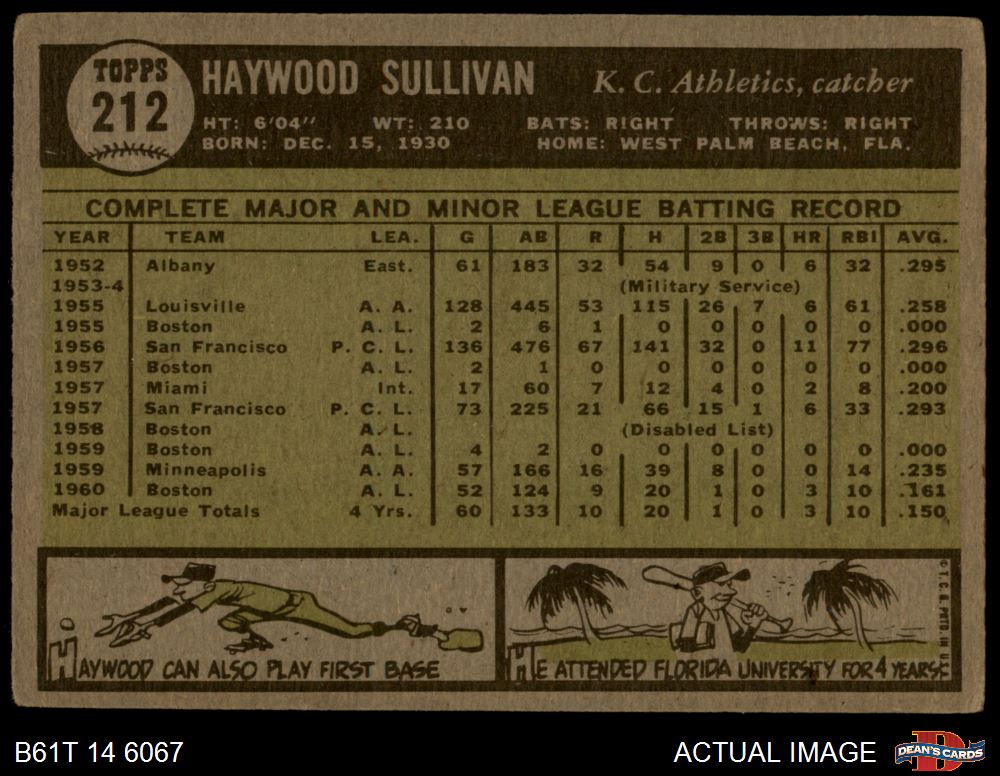 TOPPS
212
HAYWOOD SULLIVAN K. C. Athletics, catcher
HT: 6'04" WT: 210 BATS: RIGHT THROWS: RIGHT
BORN: DEC. 15, 1930 HOME: WEST PALM BEACH, FLA.
COMPLETE MAJOR AND MINOR LEAGUE BATTING RECORD
YEAR TEAM LEA. G AB R H 2B 3B HR RBI AVG.
1952 Albany East. 61 183 32 54 9 0 6 32 .295
1953-4 (Military Service)
1955 Louisville A. A. 128 445 53 115 26 7 6 61 .258
1955 Boston A. L. 2 6 1 0 0 0 0 0 .000
1956 San Francisco P. C. L. 136 476 67 141 32 0 11 77 .296
1957 Boston A. L. 2 1 0 0 0 0 0 0 .000
1957 Miami Int. 17 60 7 12 4 0 2 8 .200
1957 San Francisco P. C. L. 73 225 21 66 15 1 6 33 .293
1958 Boston A. L. (Disabled List)
1959 Boston A. L. 4 2 0 0 0 0 0 0 .000
1959 Minneapolis A. A. 57 166 16 39 8 0 0 14 .235
1960 Boston A. L. 52 124 9 20 1 0 3 10 .161
Major League Totals 4 Yrs. 60 133 10 20 1 0 3 10 .150
HAYWOOD CAN ALSO PLAY FIRST BASE
HE ATTENDED FLORIDA UNIVERSITY FOR 4 YEARS
© T. C. G. PRTD. IN U.S.
B61T 14 6067
ACTUAL IMAGE
DEAN'S CARDS